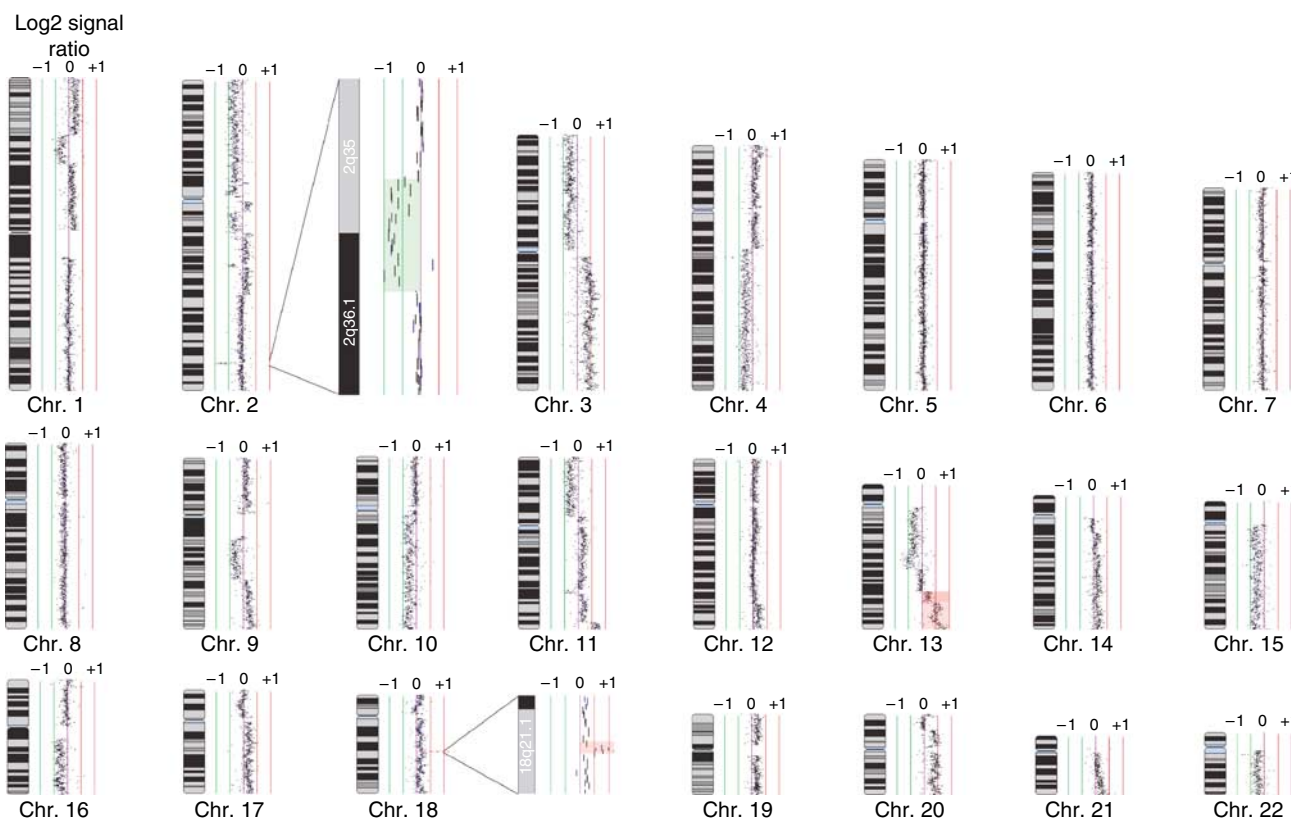 Log2 signal
ratio
−1 0 +1
−1 0 +1
−1 0 +1
−1 0 +1
−1 0 +1
−1 0 +1
−1 0 +1
−1 0 +1
2q35
2q36.1
Chr. 1
Chr. 2
Chr. 3
Chr. 4
Chr. 5
Chr. 6
Chr. 7
−1 0 +1
−1 0 +1
−1 0 +1
−1 0 +1
−1 0 +1
−1 0 +1
−1 0 +1
−1 0 +
Chr. 8
Chr. 9
Chr. 10
Chr. 11
Chr. 12
Chr. 13
Chr. 14
Chr. 15
−1 0 +1
−1 0 +1
−1 0 +1
−1 0 +1
−1 0 +1
−1 0 +1
−1 0 +1
−1 0 +
18q21.1
Chr. 16
Chr. 17
Chr. 18
Chr. 19
Chr. 20
Chr. 21
Chr. 22